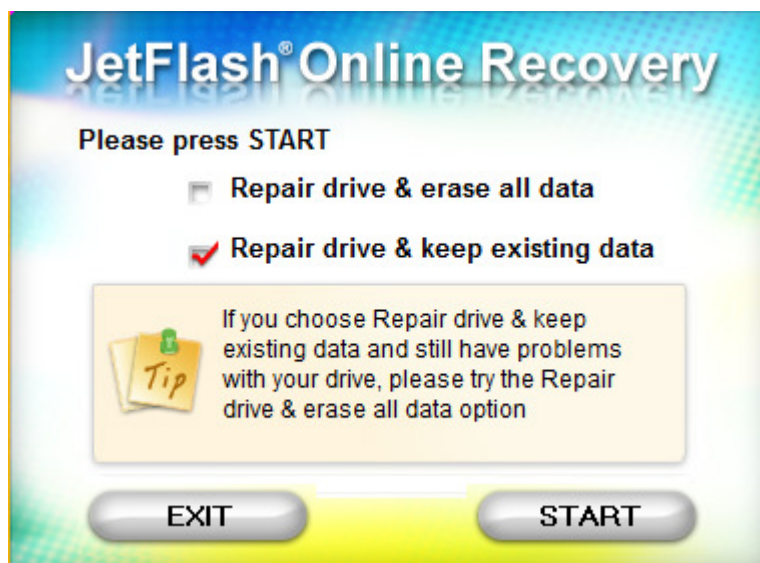 JetFlash® Online Recovery
Please press START
Repair drive & erase all data
Repair drive & keep existing data
Tip
If you choose Repair drive & keep
existing data and still have problems
with your drive, please try the Repair
drive & erase all data option
EXIT
START